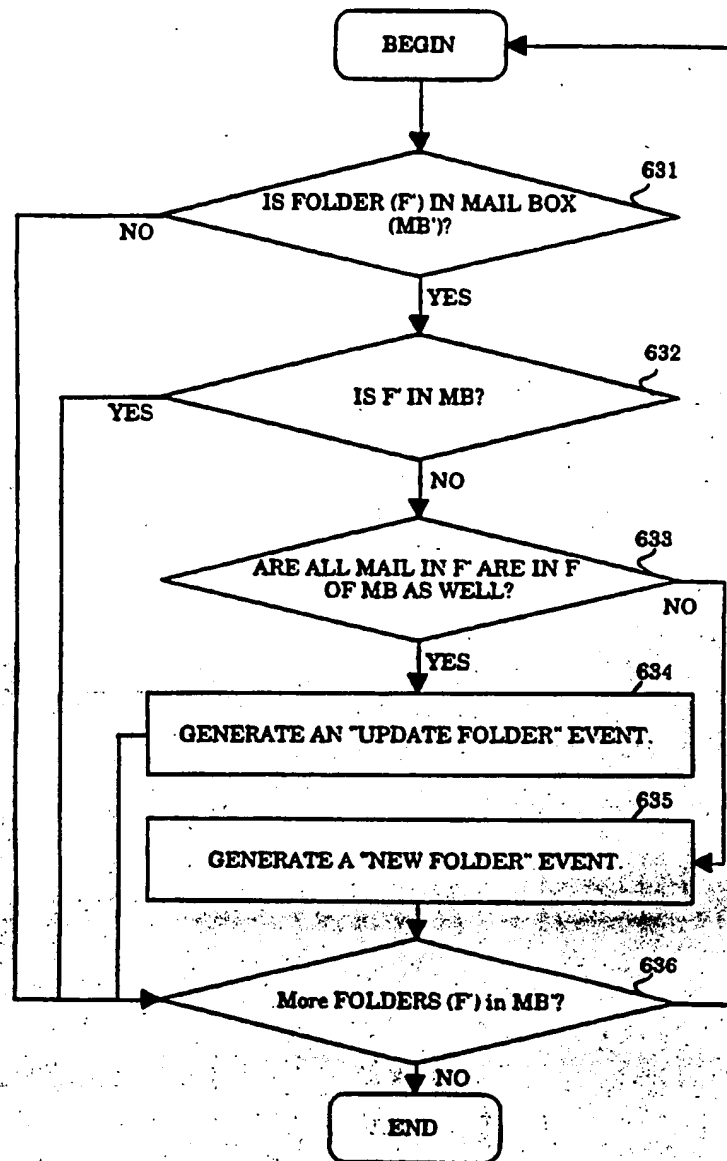 BEGIN
631
IS FOLDER (F') IN MAIL BOX
(MB')?
NO
YES
632
IS F' IN MB?
YES
NO
633
ARE ALL MAIL IN F' ARE IN F
OF MB AS WELL?
NO
YES
634
GENERATE AN "UPDATE FOLDER" EVENT.
635
GENERATE A "NEW FOLDER" EVENT.
636
More FOLDERS (F') in MB'?
NO
END